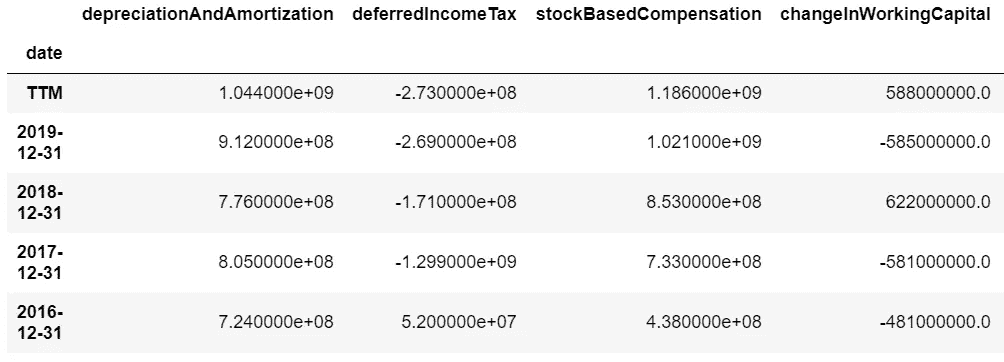 depreciationAndAmortization deferredIncomeTax stockBasedCompensation changeInWorkingCapital
date
TTM 1.044000e+09 -2.730000e+08 1.186000e+09 588000000.0
2019-
12-31 9.120000e+08 -2.690000e+08 1.021000e+09 -585000000.0
2018-
12-31 7.760000e+08 -1.710000e+08 8.530000e+08 622000000.0
2017-
12-31 8.050000e+08 -1.299000e+09 7.330000e+08 -581000000.0
2016-
12-31 7.240000e+08 5.200000e+07 4.380000e+08 -481000000.0